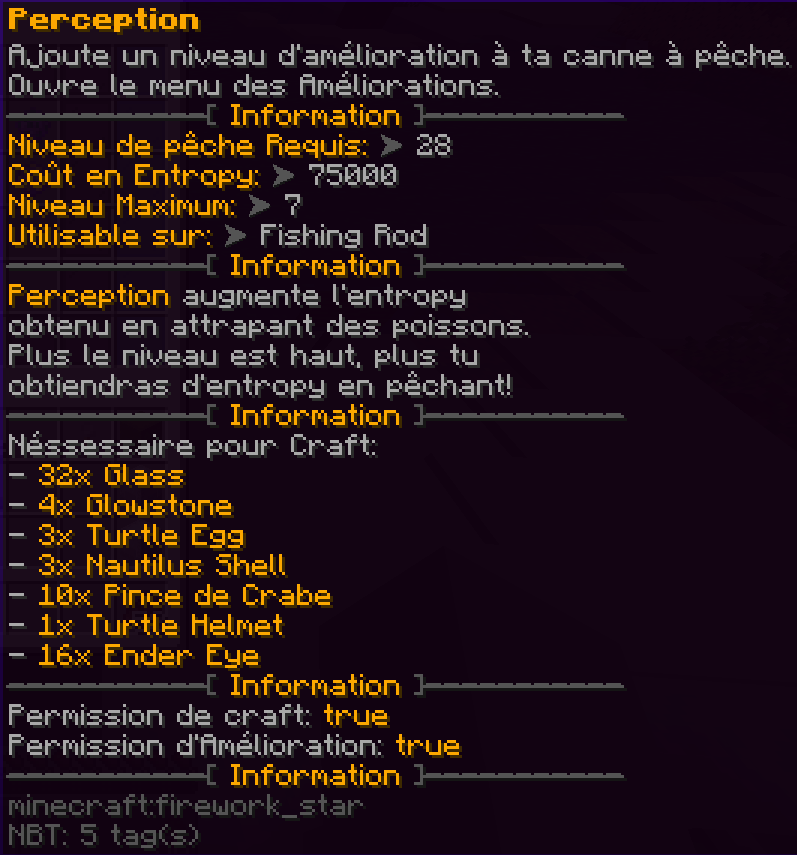 Perception
Ajoute un niveau d'amélioration à ta canne à pêche.
Ouvre le menu des Améliorations.
[ Information ]
Niveau de pêche Requis: ➤ 28
Coût en Entropy: ➤ 75000
Niveau Maximum: ➤ 7
Utilisable sur: ➤ Fishing Rod
[ Information ]
Perception augmente l'entropy
obtenu en attrapant des poissons.
Plus le niveau est haut, plus tu
obtiendras d'entropy en pêchant!
[ Information ]
Néssessaire pour Craft:
- 32x Glass
- 4x Glowstone
- 3x Turtle Egg
- 3x Nautilus Shell
- 10x Pince de Crabe
- 1x Turtle Helmet
- 16x Ender Eye
[ Information ]
Permission de craft: true
Permission d'Amélioration: true
[ Information ]
minecraft:firework_star
NBT: 5 tag(s)